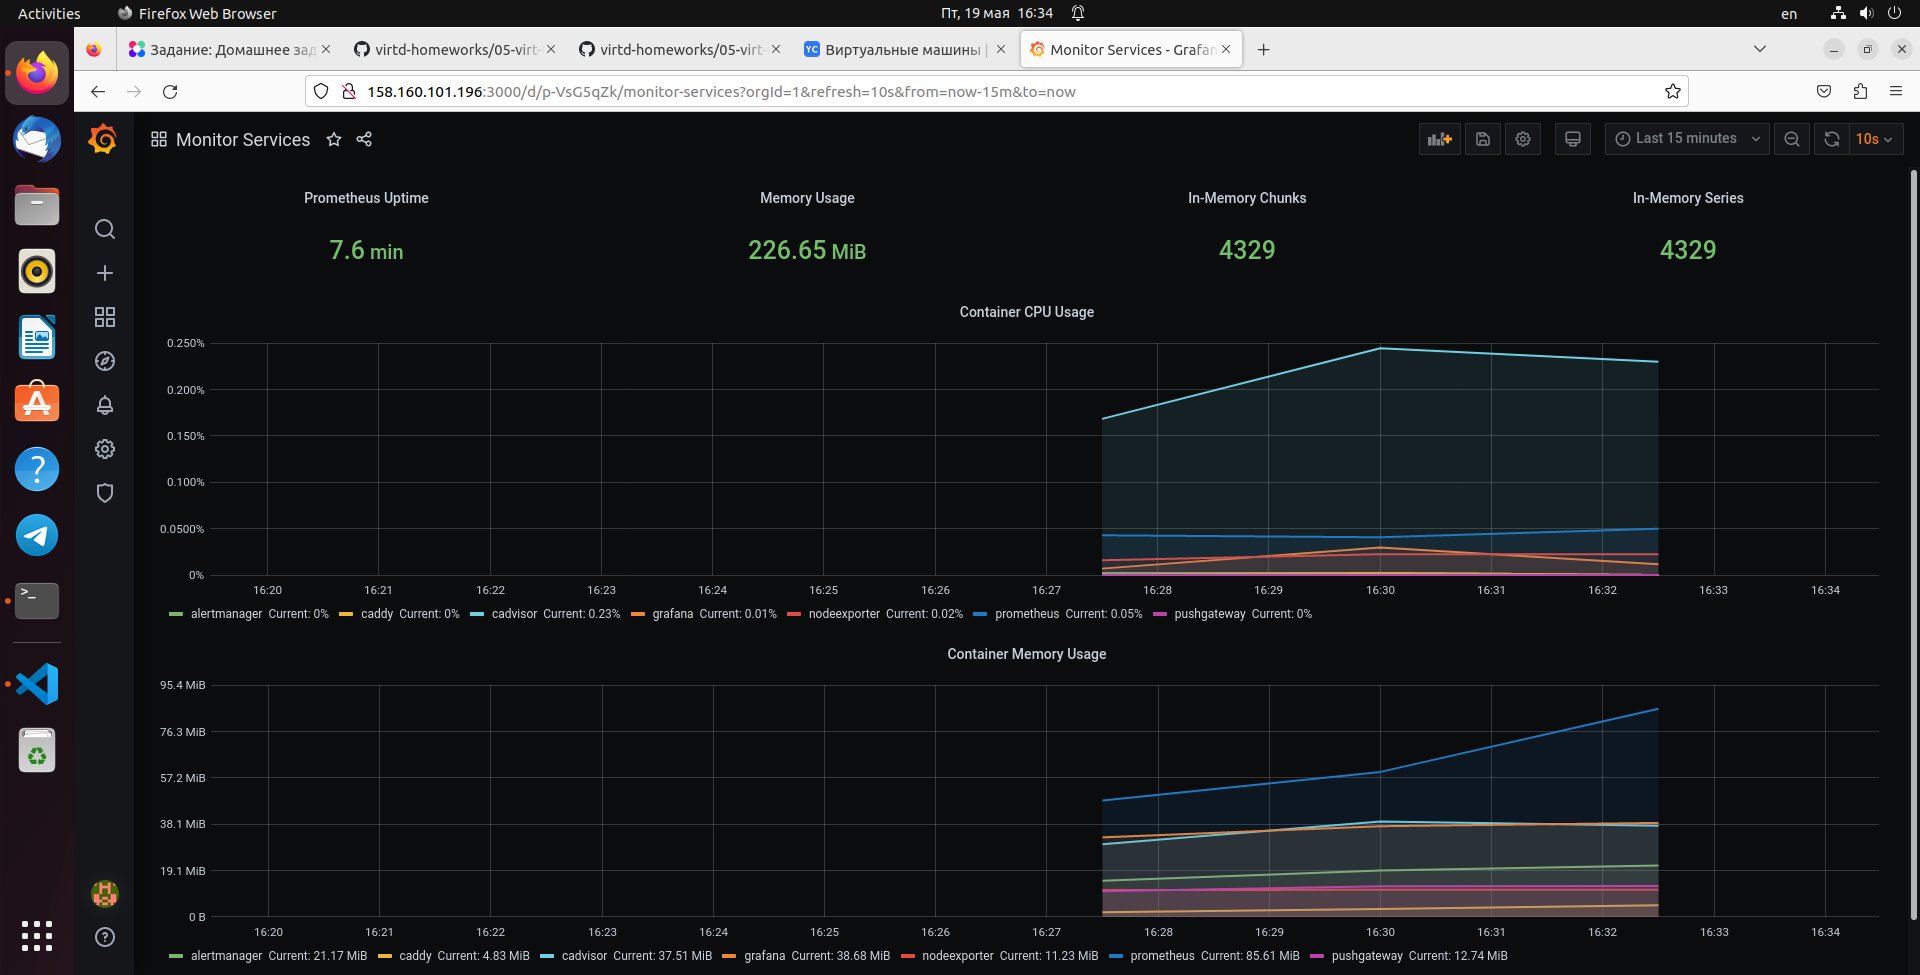 Activities Firefox Web Browser Пт, 19 мая 16:34 en
Задание: Домашнее зад virtd-homeworks/05-virt- virtd-homeworks/05-virt- Виртуальные машины | Monitor Services - Grafan
158.160.101.196:3000/d/p-VsG5qZk/monitor-services?orgId=1&refresh=10s&from=now-15m&to=now
Monitor Services Last 15 minutes 10s
Prometheus Uptime Memory Usage In-Memory Chunks In-Memory Series
7.6 min 226.65 MiB 4329 4329
Container CPU Usage
0.250%
0.200%
0.150%
0.100%
0.0500%
0%
16:20 16:21 16:22 16:23 16:24 16:25 16:26 16:27 16:28 16:29 16:30 16:31 16:32 16:33 16:34
alertmanager Current: 0% caddy Current: 0% cadvisor Current: 0.23% grafana Current: 0.01% nodeexporter Current: 0.02% prometheus Current: 0.05% pushgateway Current: 0%
Container Memory Usage
95.4 MiB
76.3 MiB
57.2 MiB
38.1 MiB
19.1 MiB
0 B
16:20 16:21 16:22 16:23 16:24 16:25 16:26 16:27 16:28 16:29 16:30 16:31 16:32 16:33 16:34
alertmanager Current: 21.17 MiB caddy Current: 4.83 MiB cadvisor Current: 37.51 MiB grafana Current: 38.68 MiB nodeexporter Current: 11.23 MiB prometheus Current: 85.61 MiB pushgateway Current: 12.74 MiB